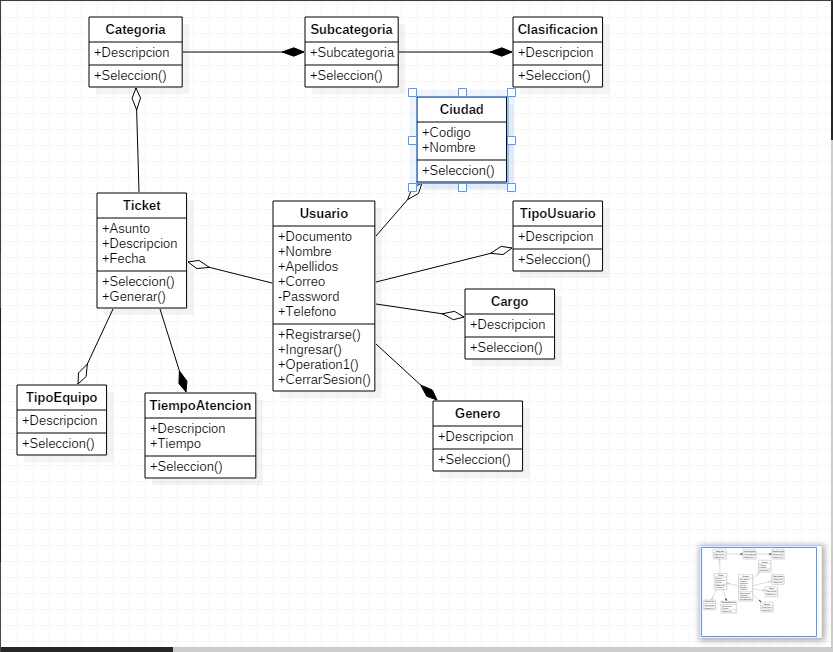 Categoria
+Descripcion
+Seleccion()
Subcategoria
+Subcategoria
+Seleccion()
Clasificacion
+Descripcion
+Seleccion()
Ciudad
+Codigo
+Nombre
+Seleccion()
Ticket
+Asunto
+Descripcion
+Fecha
+Seleccion()
+Generar()
Usuario
+Documento
+Nombre
+Apellidos
+Correo
-Password
+Telefono
+Registrarse()
+Ingresar()
+Operation1()
+CerrarSesion()
TipoUsuario
+Descripcion
+Seleccion()
Cargo
+Descripcion
+Seleccion()
TipoEquipo
+Descripcion
+Seleccion()
TiempoAtencion
+Descripcion
+Tiempo
+Seleccion()
Genero
+Descripcion
+Seleccion()